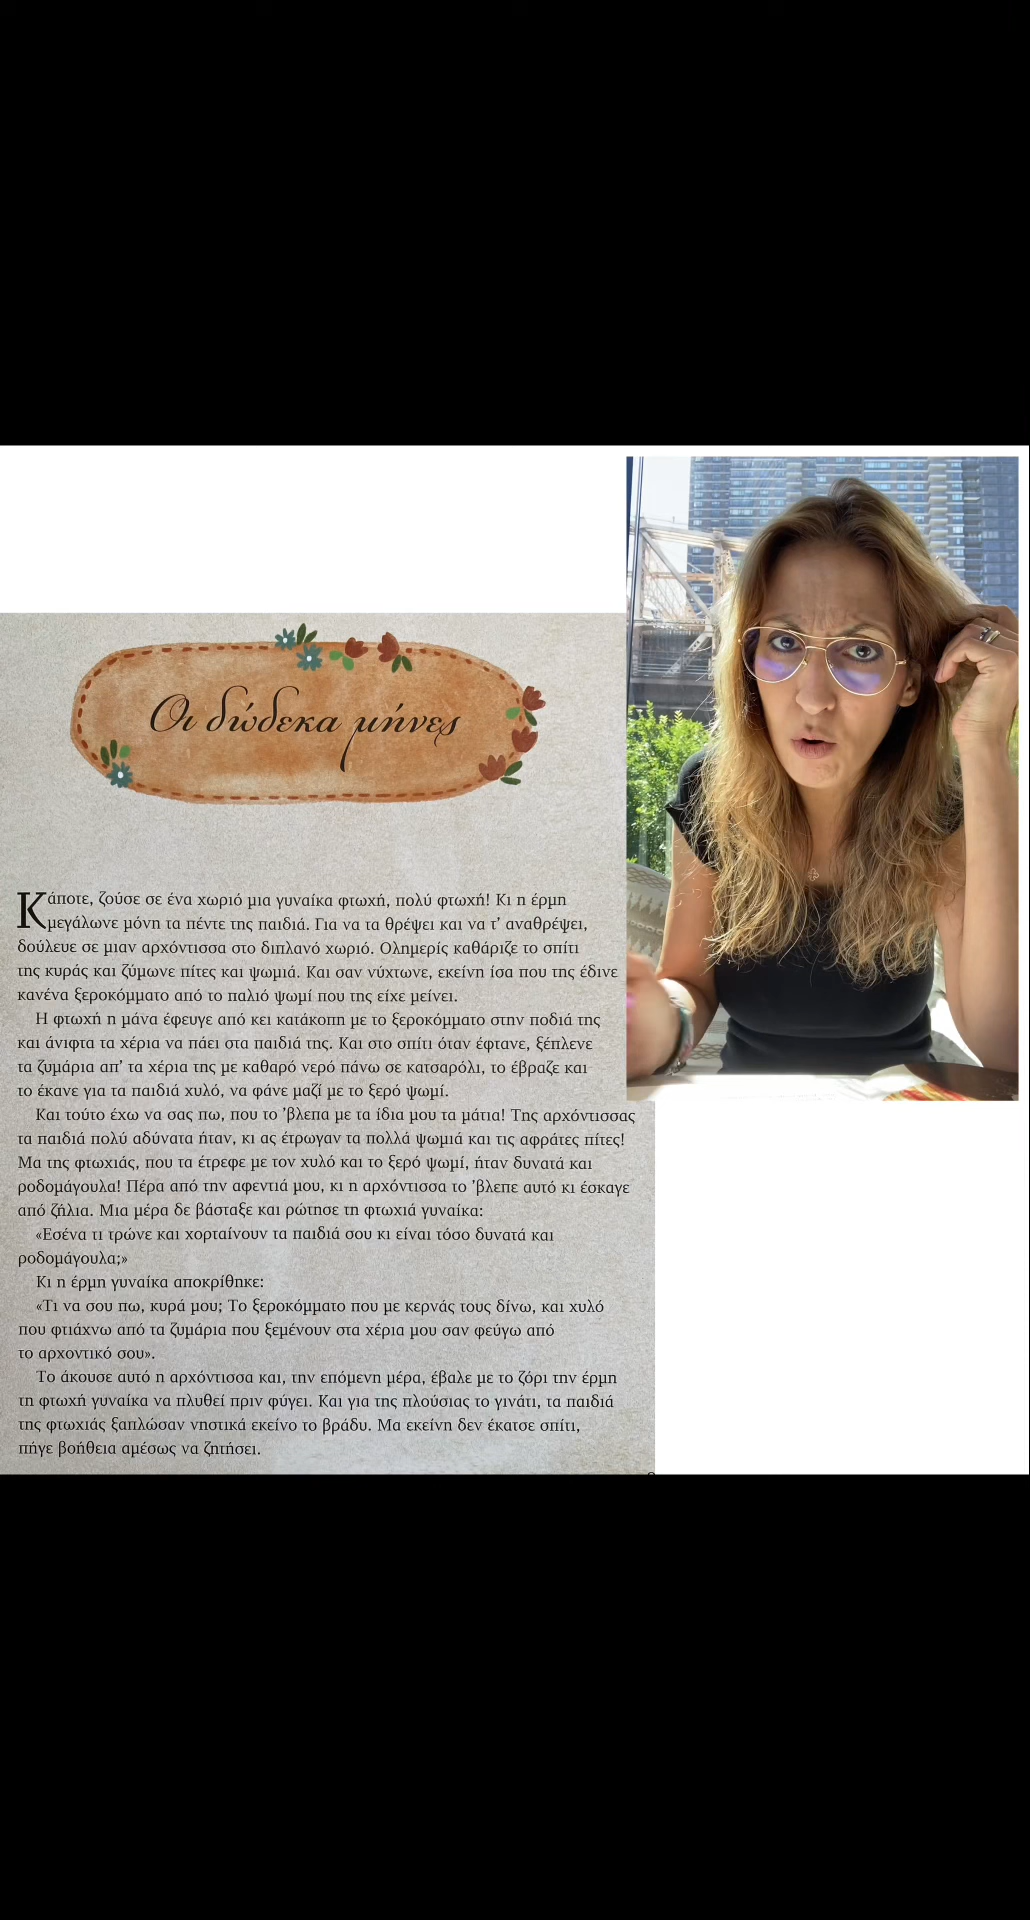 Οι δώδεκα μήνες
Κάποτε, ζούσε σε ένα χωριό μια γυναίκα φτωχή, πολύ φτωχή! Κι η έρμη
μεγάλωνε μόνη τα πέντε της παιδιά. Για να τα θρέψει και να τ’ αναθρέψει,
δούλευε σε μιαν αρχόντισσα στο διπλανό χωριό. Ολημερίς καθάριζε το σπίτι
της κυράς και ζύμωνε πίτες και ψωμιά. Και σαν νύχτωνε, εκείνη ίσα που της έδινε
κανένα ξεροκόμματο από το παλιό ψωμί που της είχε μείνει.
Η φτωχή η μάνα έφευγε από κει κατάκοπη με το ξεροκόμματο στην ποδιά της
και άνιφτα τα χέρια να πάει στα παιδιά της. Και στο σπίτι όταν έφτανε, ξέπλενε
τα ζυμάρια απ’ τα χέρια της με καθαρό νερό πάνω σε κατσαρόλι, το έβραζε και
το έκανε για τα παιδιά χυλό, να φάνε μαζί με το ξερό ψωμί.
Και τούτο έχω να σας πω, που το ’βλεπα με τα ίδια μου τα μάτια! Της αρχόντισσας
τα παιδιά πολύ αδύνατα ήταν, κι ας έτρωγαν τα πολλά ψωμιά και τις αφράτες πίτες!
Μα της φτωχιάς, που τα έτρεφε με τον χυλό και το ξερό ψωμί, ήταν δυνατά και
ροδομάγουλα! Πέρα από την αφεντιά μου, κι η αρχόντισσα το ’βλεπε αυτό κι έσκαγε
από ζήλια. Μια μέρα δε βάσταξε και ρώτησε τη φτωχιά γυναίκα:
«Εσένα τι τρώνε και χορταίνουν τα παιδιά σου κι είναι τόσο δυνατά και
ροδομάγουλα;»
Κι η έρμη γυναίκα αποκρίθηκε:
«Τι να σου πω, κυρά μου; Το ξεροκόμματο που με κερνάς τους δίνω, και χυλό
που φτιάχνω από τα ζυμάρια που ξεμένουν στα χέρια μου σαν φεύγω από
το αρχοντικό σου».
Το άκουσε αυτό η αρχόντισσα και, την επόμενη μέρα, έβαλε με το ζόρι την έρμη
τη φτωχή γυναίκα να πλυθεί πριν φύγει. Και για της πλούσιας το γινάτι, τα παιδιά
της φτωχιάς ξαπλώσαν νηστικά εκείνο το βράδυ. Μα εκείνη δεν έκατσε σπίτι,
πήγε βοήθεια αμέσως να ζητήσει.